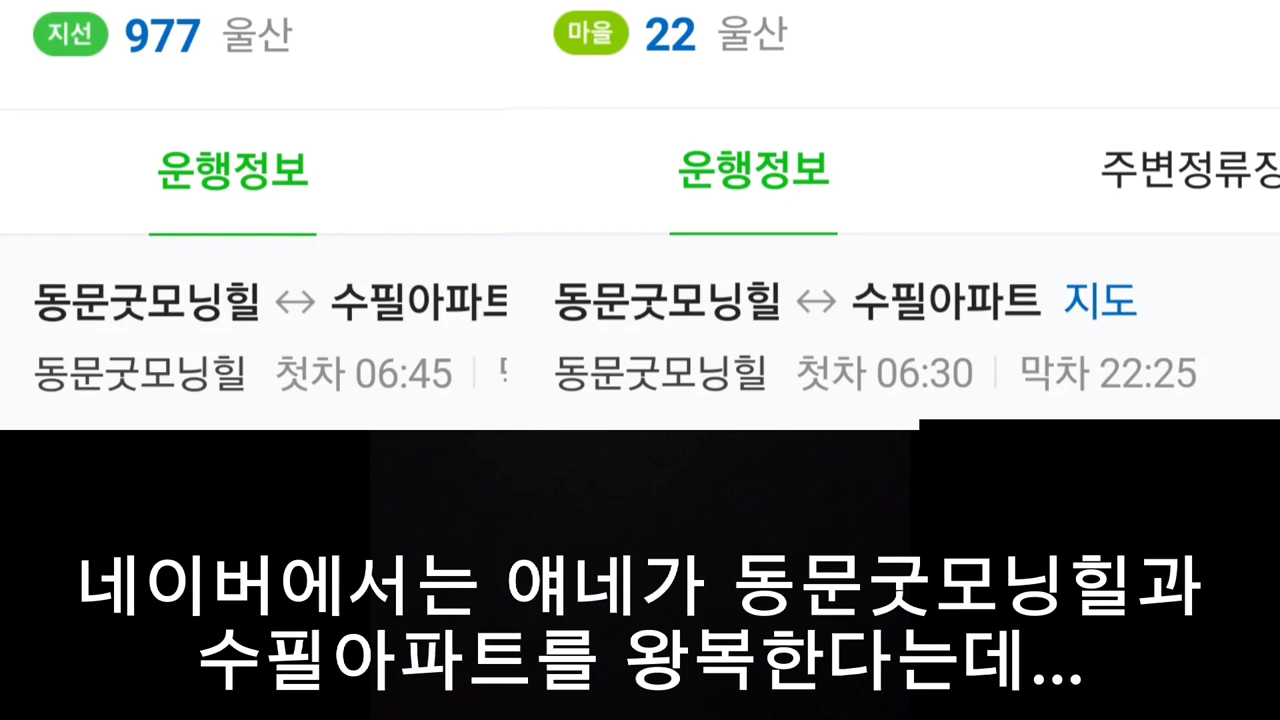 지선 977 울산
마을 22 울산
운행정보
운행정보 주변정류장
동문굿모닝힐 ↔ 수필아파트
동문굿모닝힐 ↔ 수필아파트 지도
동문굿모닝힐 첫차 06:45
동문굿모닝힐 첫차 06:30 막차 22:25
네이버에서는 얘네가 동문굿모닝힐과
수필아파트를 왕복한다는데...